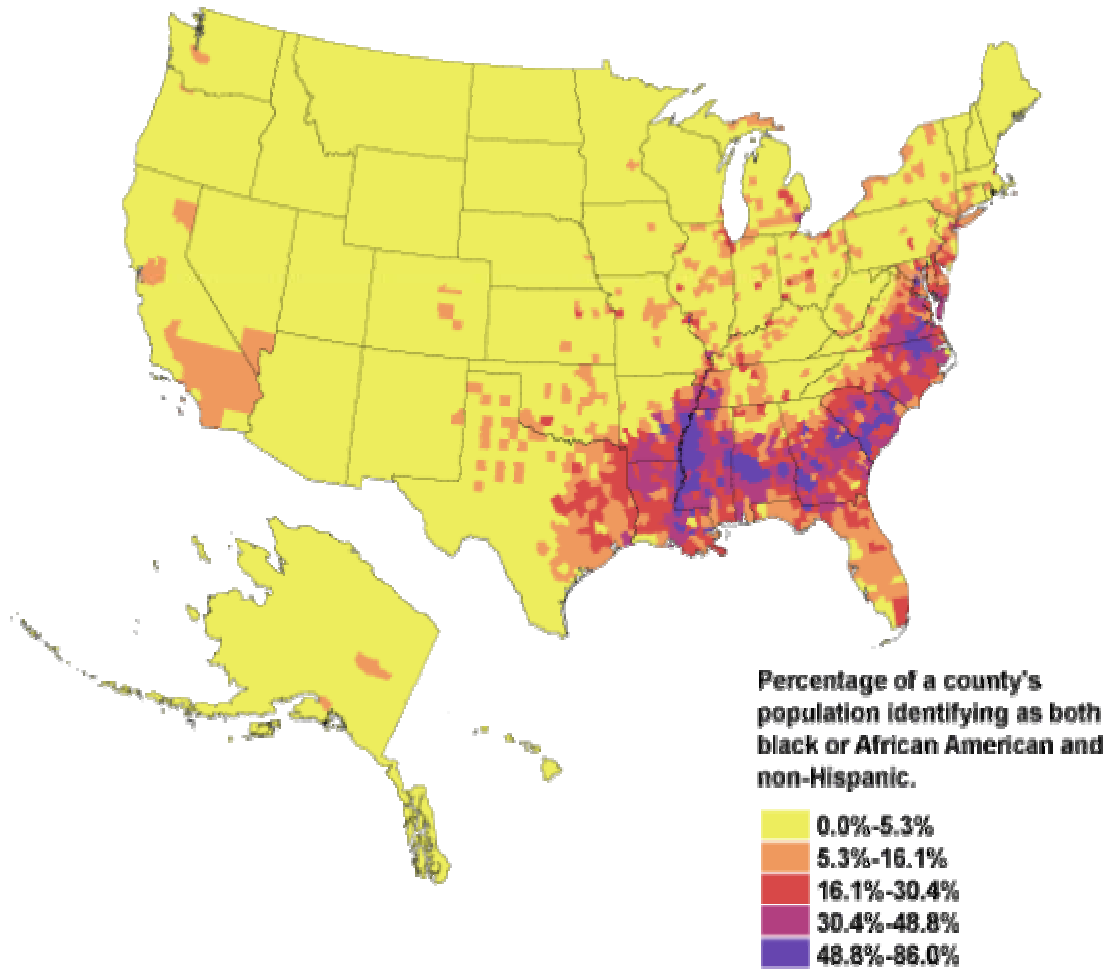 Percentage of a county's
population identifying as both
black or African American and
non-Hispanic.
0.0%-5.3%
5.3%-16.1%
16.1%-30.4%
30.4%-48.8%
48.8%-86.0%